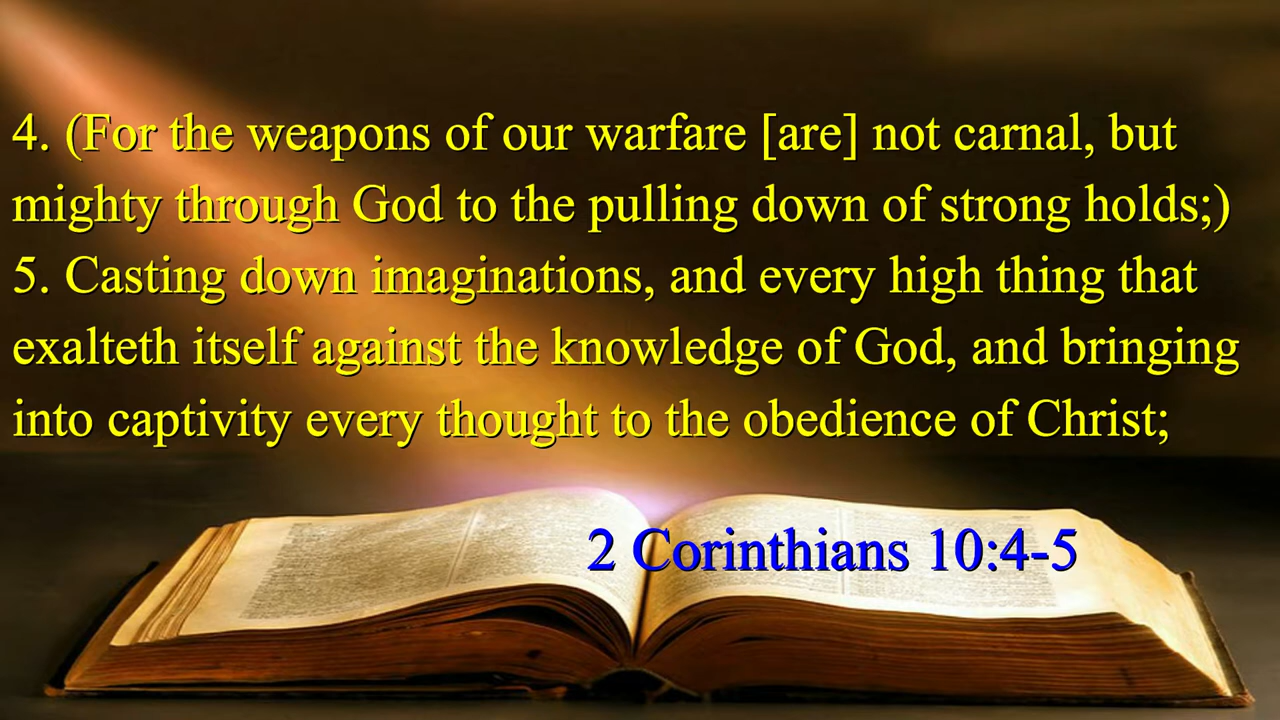 4. (For the weapons of our warfare [are] not carnal, but
mighty through God to the pulling down of strong holds;)
5. Casting down imaginations, and every high thing that
exalteth itself against the knowledge of God, and bringing
into captivity every thought to the obedience of Christ;
2 Corinthians 10:4-5